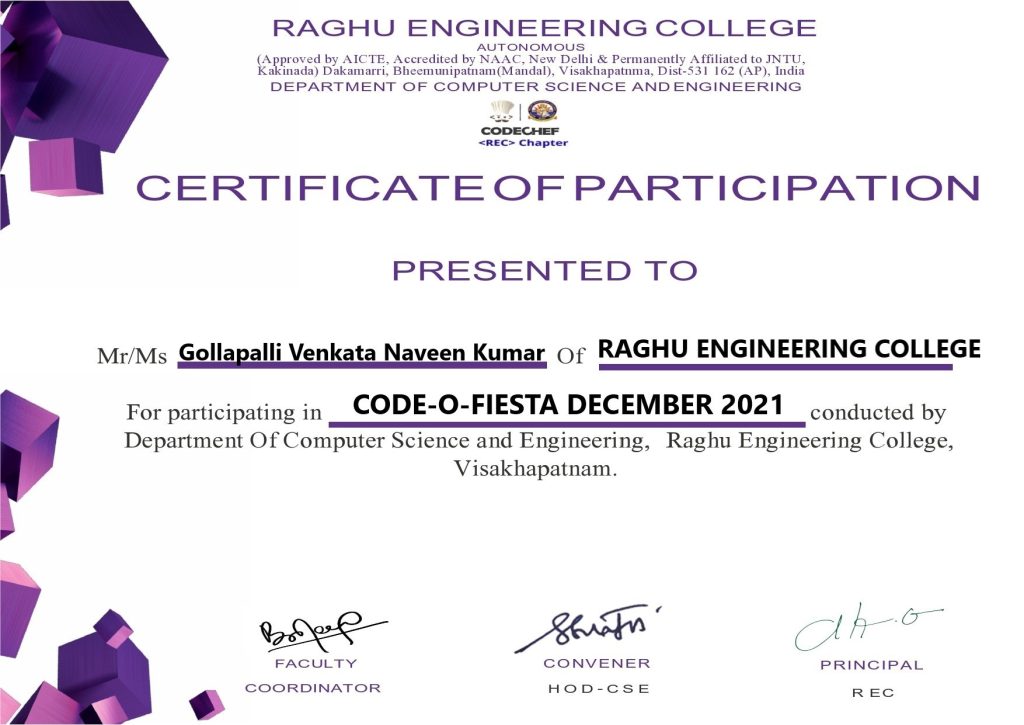 RAGHU ENGINEERING COLLEGE
AUTONOMOUS
(Approved by AICTE, Accredited by NAAC, New Delhi & Permanently Affiliated to JNTU,
Kakinada) Dakamarri, Bheemunipatnam(Mandal), Visakhapatnma, Dist-531 162 (AP), India
DEPARTMENT OF COMPUTER SCIENCE AND ENGINEERING
CODECHEF
<REC> Chapter
CERTIFICATE OF PARTICIPATION
PRESENTED TO
Mr/Ms Gollapalli Venkata Naveen Kumar Of RAGHU ENGINEERING COLLEGE
For participating in CODE-O-FIESTA DECEMBER 2021 conducted by
Department Of Computer Science and Engineering, Raghu Engineering College,
Visakhapatnam.
FACULTY CONVENER PRINCIPAL
COORDINATOR HOD-CSE REC